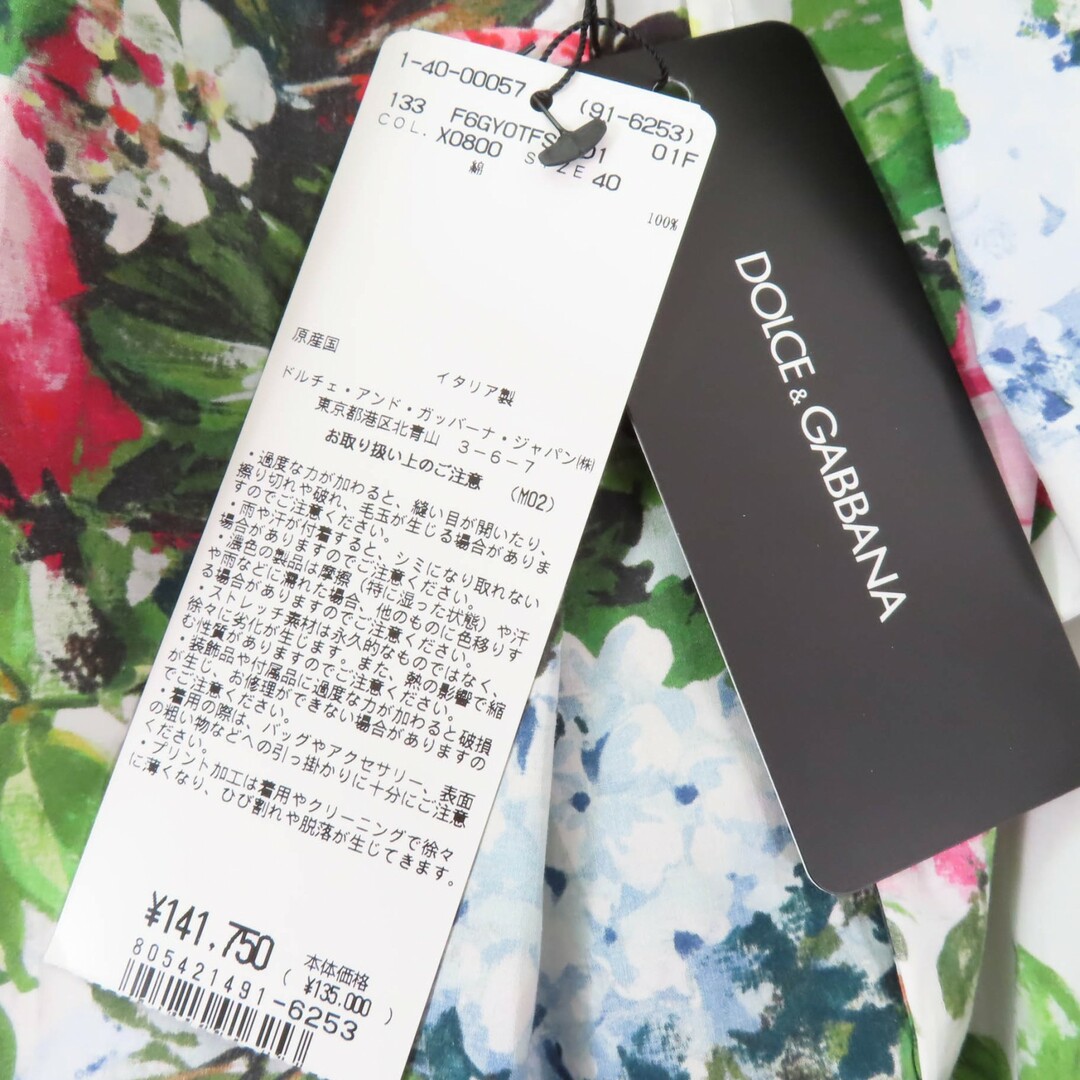 1-40-00057 (91-6253)
133 F6GY0TFS 01 01F
COL. X0800 SIZE 40
綿
100%
原産国
イタリア製
ドルチェ・アンド・ガッバーナ・ジャパン㈱
東京都港区北青山 3-6-7
お取り扱い上のご注意 (M02)
・過度な力が加わると、縫い目が開いたり、
擦り切れや破れ、毛玉が生じる場合がありま
すのでご注意ください。
・雨や汗が付着すると、シミになり取れない
場合がありますのでご注意ください。
・濃色の製品は摩擦（特に湿った状態）や汗
や雨などに濡れた場合、他のものに色移りす
る場合がありますのでご注意ください。
・ストレッチ素材は永久的なものではなく、
徐々に劣化が生じます。また、熱の影響で縮
む性質がありますのでご注意ください。
・装飾品や付属品に過度な力が加わると破損
が生じ、お修理ができない場合がありますの
でご注意ください。
・着用の際は、バッグやアクセサリー、表面
の粗い物などへの引っ掛かりに十分にご注意
ください。
・プリント加工は着用やクリーニングで徐々
に薄くなり、ひび割れや脱落が生じてきます。
¥141,750
(本体価格
¥135,000)
805421491-6253
DOLCE & GABBANA